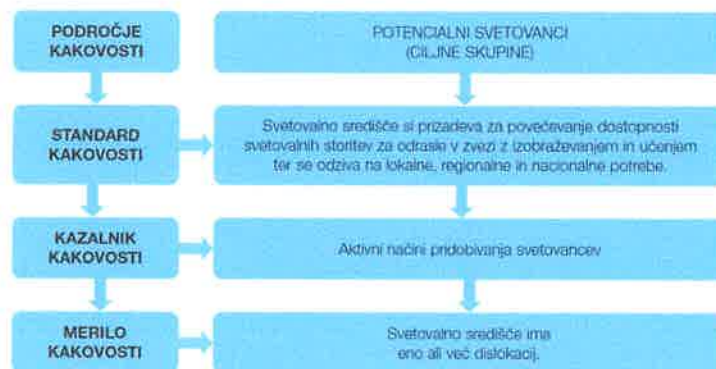 PODROČJE
KAKOVOSTI
POTENCIALNI SVETOVANCI
(CILJNE SKUPINE)
STANDARD
KAKOVOSTI
Svetovalno središče si prizadeva za povečevanje dostopnosti
svetovalnih storitev za odrasle v zvezi z izobraževanjem in učenjem
ter se odziva na lokalne, regionalne in nacionalne potrebe.
KAZALNIK
KAKOVOSTI
Aktivni načini pridobivanja svetovancev
MERILO
KAKOVOSTI
Svetovalno središče ima
eno ali več dislokacij.